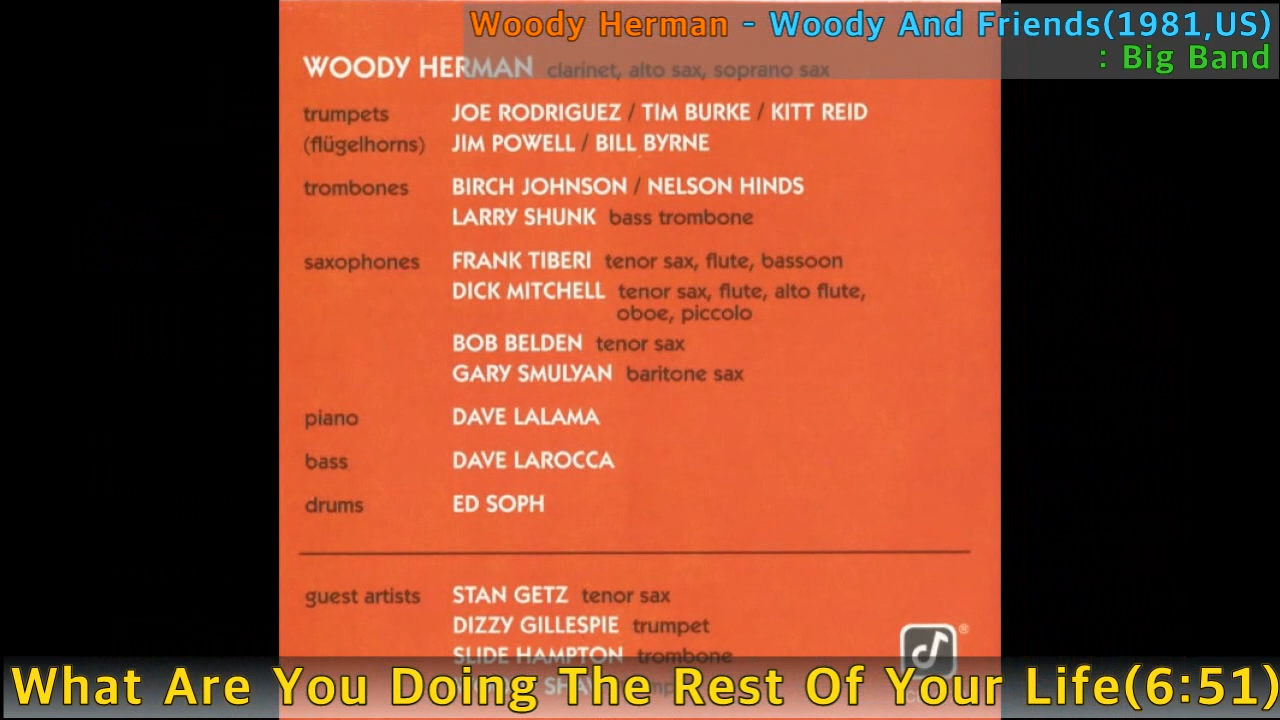 Woody Herman - Woody And Friends(1981,US)
: Big Band
WOODY HERMAN clarinet, alto sax, soprano sax
trumpets JOE RODRIGUEZ / TIM BURKE / KITT REID
(flügelhorns) JIM POWELL / BILL BYRNE
trombones BIRCH JOHNSON / NELSON HINDS
LARRY SHUNK bass trombone
saxophones FRANK TIBERI tenor sax, flute, bassoon
DICK MITCHELL tenor sax, flute, alto flute,
oboe, piccolo
BOB BELDEN tenor sax
GARY SMULYAN baritone sax
piano DAVE LALAMA
bass DAVE LAROCCA
drums ED SOPH
guest artists STAN GETZ tenor sax
DIZZY GILLESPIE trumpet
®
SLIDE HAMPTON trombone
What Are You Doing The Rest Of Your Life(6:51)